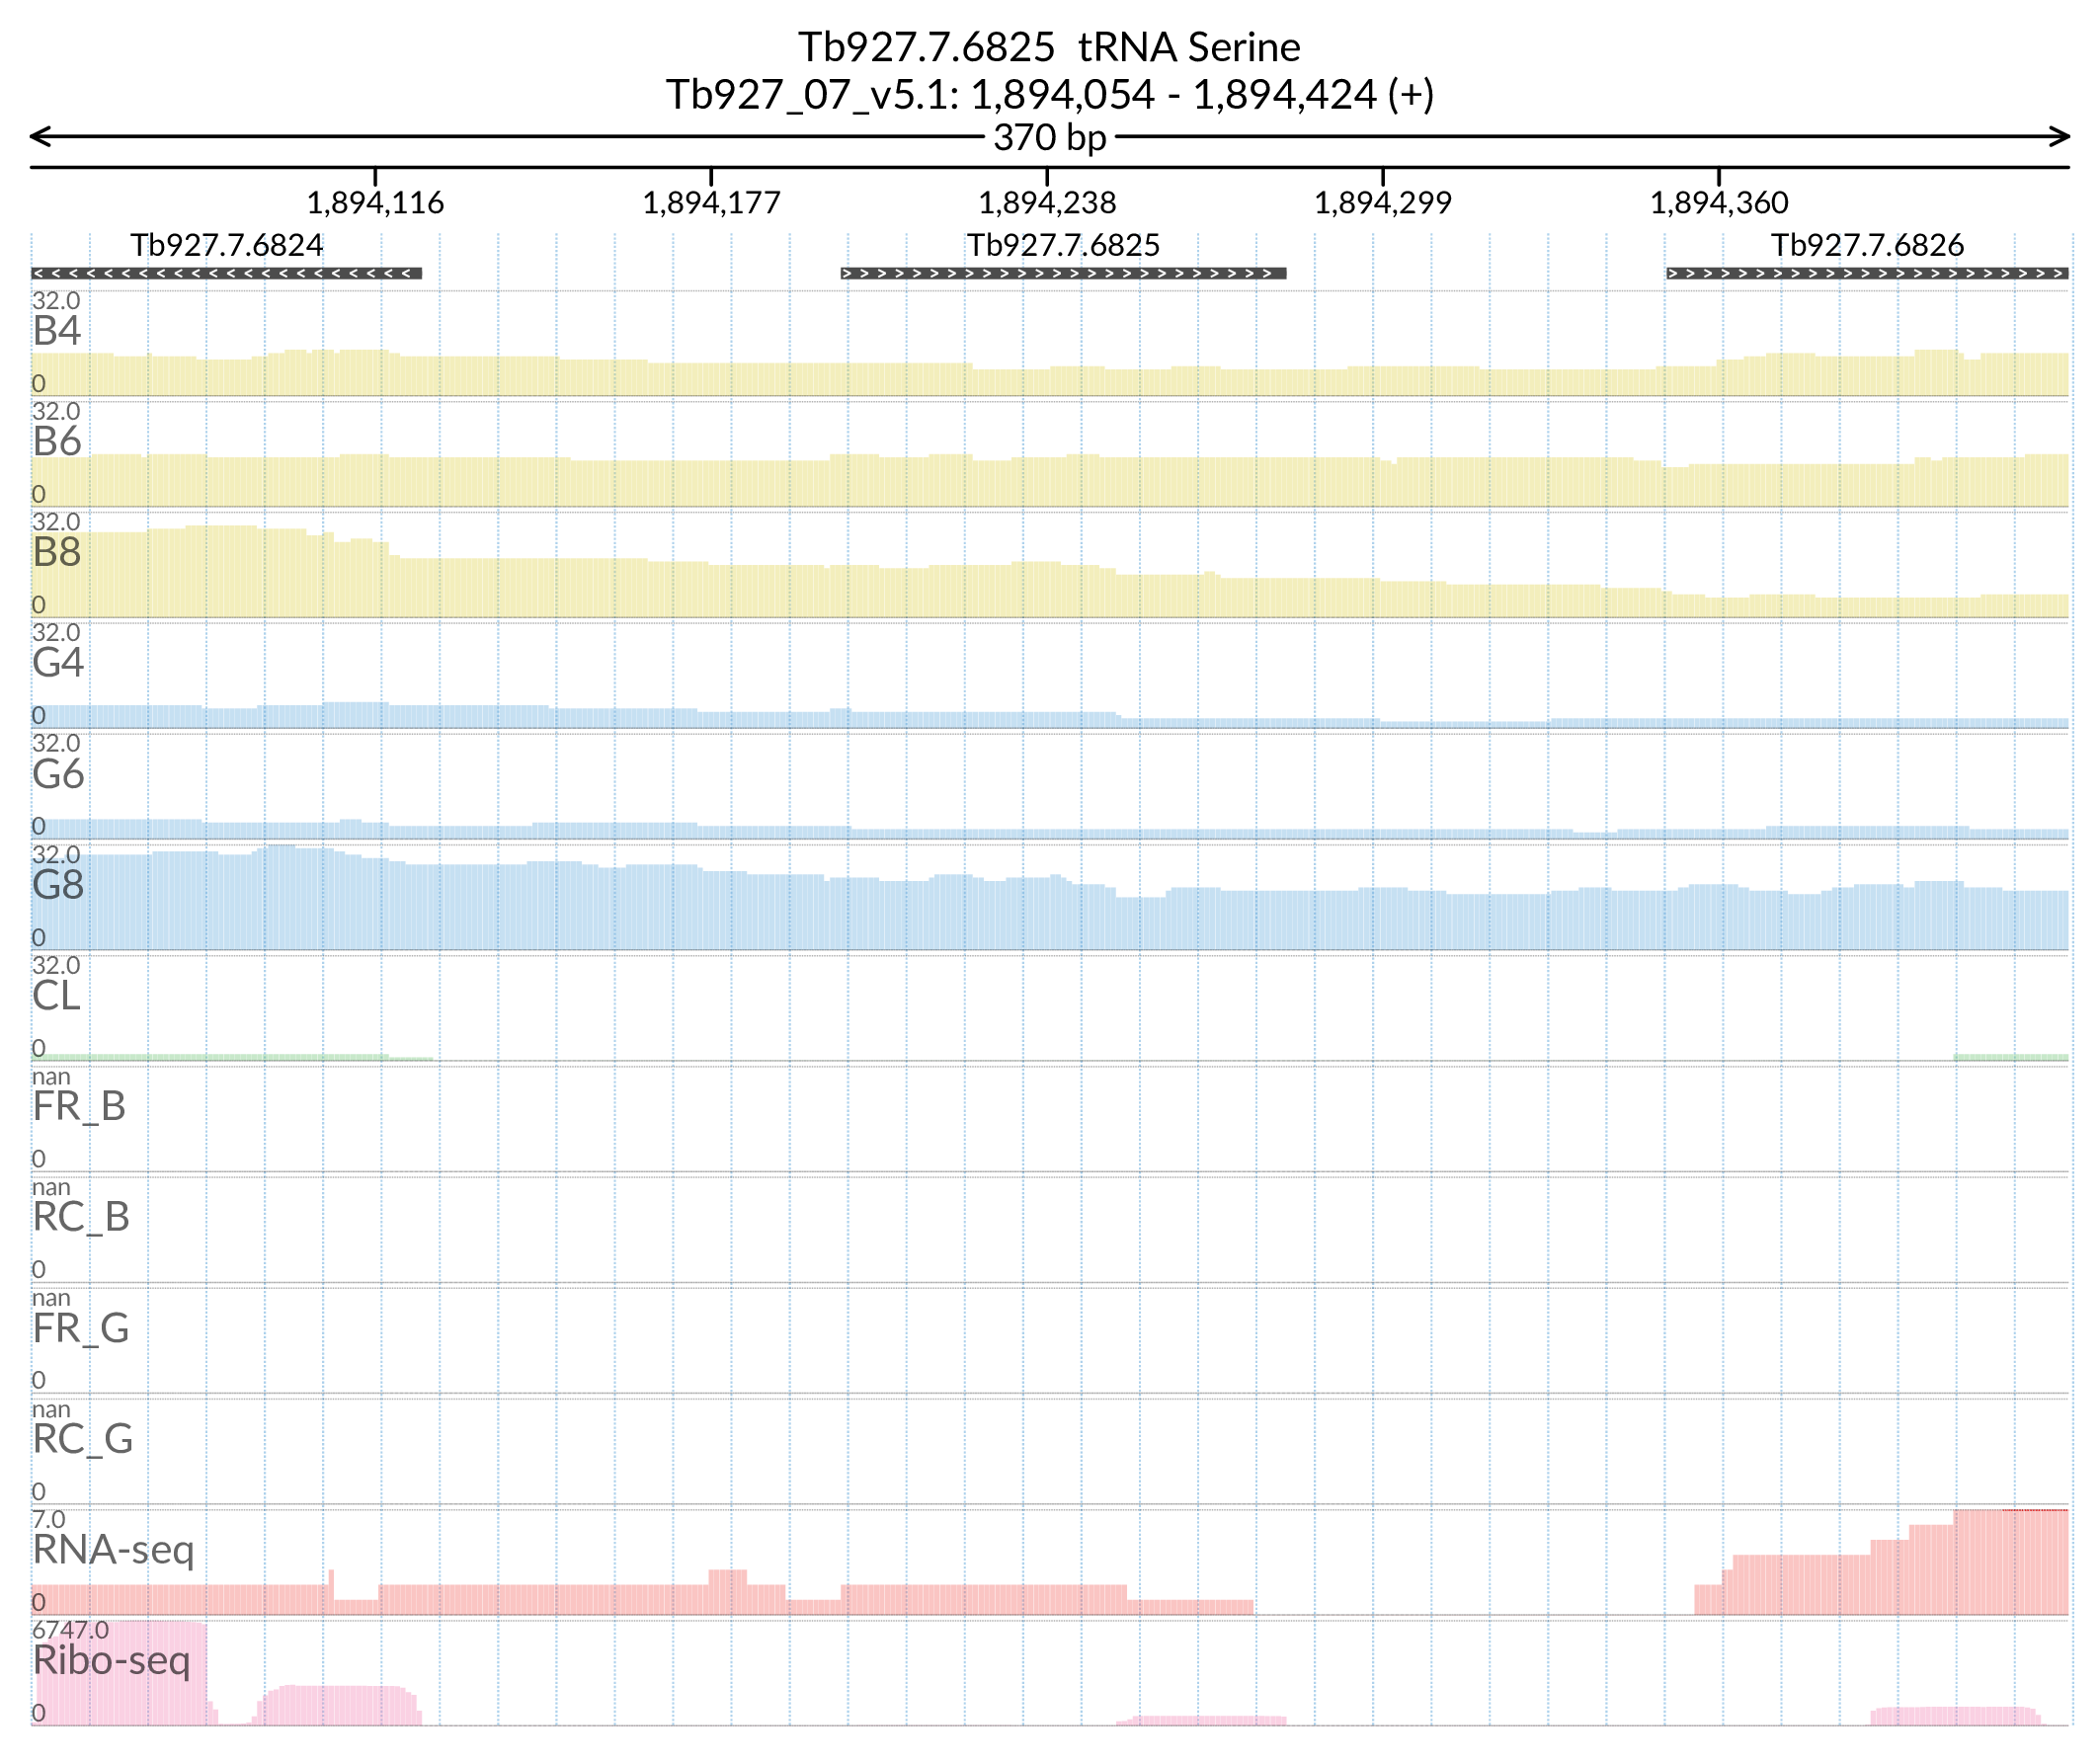 Tb927.7.6825  tRNA Serine
Tb927_07_v5.1: 1,894,054 - 1,894,424 (+)
370 bp
1,894,116 1,894,177 1,894,238 1,894,299 1,894,360
Tb927.7.6824 Tb927.7.6825 Tb927.7.6826
32.0
B4
0
32.0
B6
0
32.0
B8
0
32.0
G4
0
32.0
G6
0
32.0
G8
0
32.0
CL
0
nan
FR_B
0
nan
RC_B
0
nan
FR_G
0
nan
RC_G
0
7.0
RNA-seq
0
6747.0
Ribo-seq
0